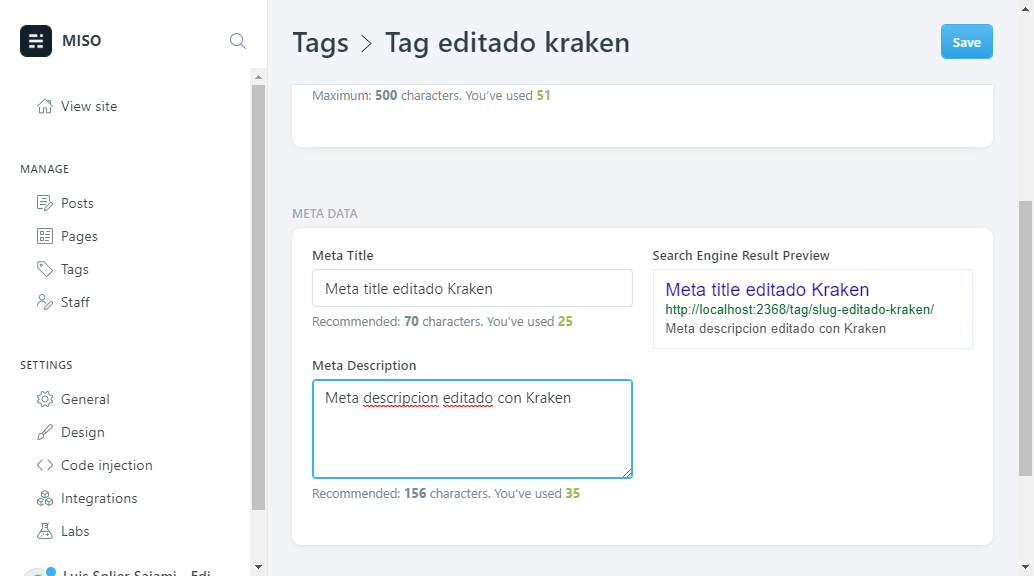 MISO
View site
MANAGE
Posts
Pages
Tags
Staff
SETTINGS
General
Design
Code injection
Integrations
Labs
Tags > Tag editado kraken
Save
Maximum: 500 characters. You've used 51
META DATA
Meta Title
Meta title editado Kraken
Recommended: 70 characters. You've used 25
Meta Description
Meta descripcion editado con Kraken
Recommended: 156 characters. You've used 35
Search Engine Result Preview
Meta title editado Kraken
http://localhost:2368/tag/slug-editado-kraken/
Meta descripcion editado con Kraken